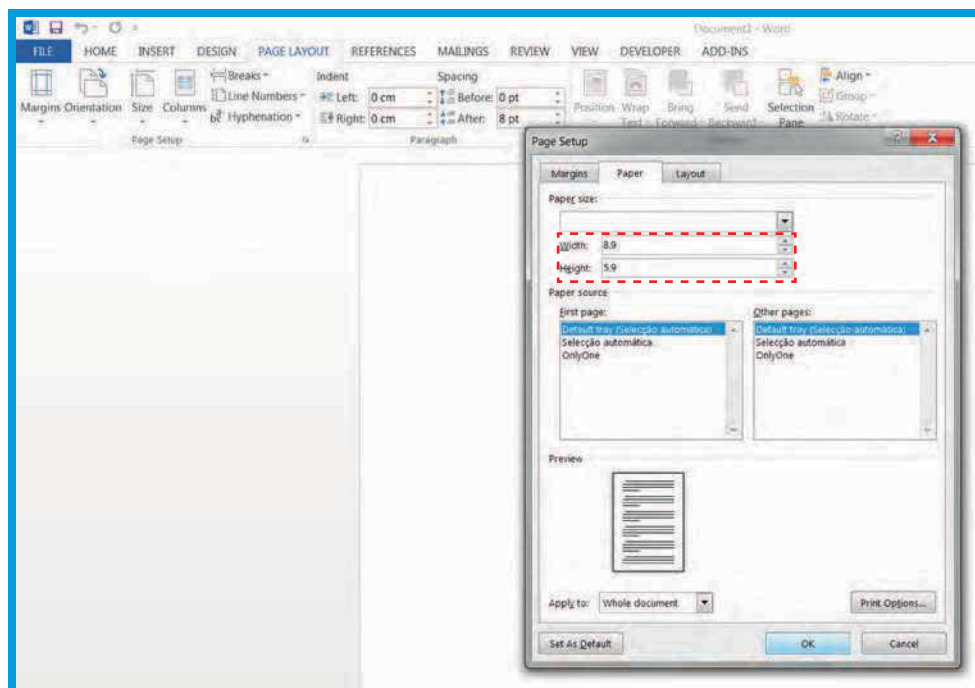 Document2 - Word
FILE HOME INSERT DESIGN PAGE LAYOUT REFERENCES MAILINGS REVIEW VIEW DEVELOPER ADD-INS
Margins Orientation Size Columns
Breaks
Line Numbers
Hyphenation
Page Setup
Indent
Left: 0 cm
Right: 0 cm
Spacing
Before: 0 pt
After: 8 pt
Paragraph
Position Wrap Text Bring Forward Send Backward Selection Pane
Align
Group
Rotate
Page Setup
Margins Paper Layout
Paper size:
Width: 8.9
Height: 5.9
Paper source
First page:
Default tray (Selecção automática)
Selecção automática
OnlyOne
Other pages:
Default tray (Selecção automática)
Selecção automática
OnlyOne
Preview
Apply to: Whole document
Print Options...
Set As Default
OK
Cancel